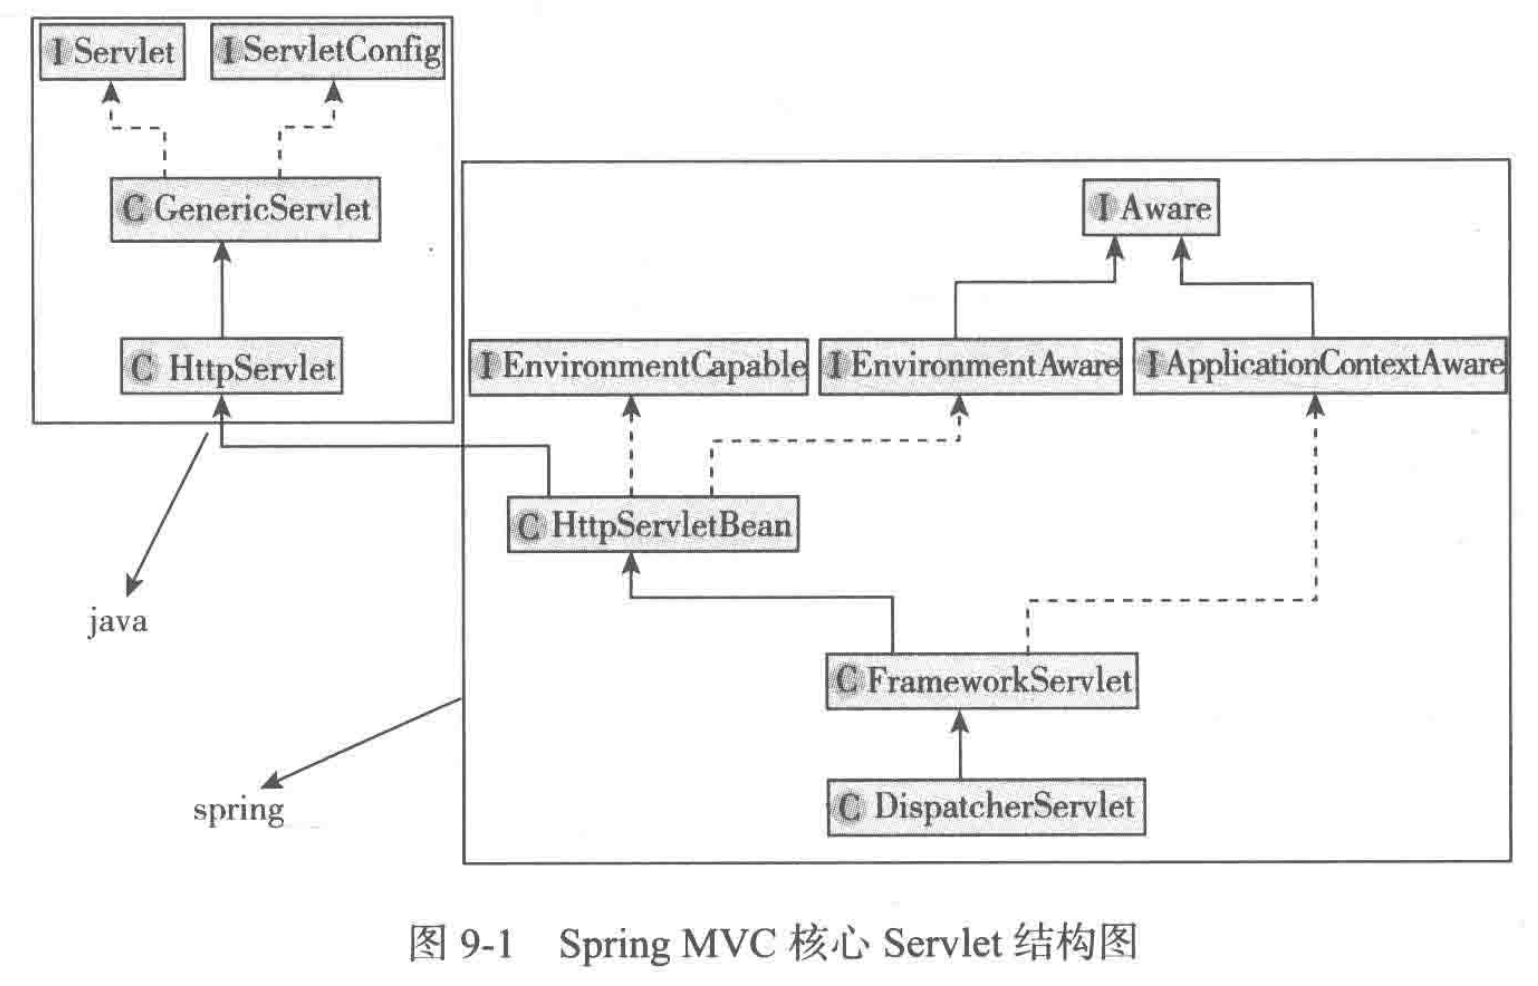 I Servlet
I ServletConfig
C GenericServlet
C HttpServlet
I Aware
I EnvironmentCapable
I EnvironmentAware
I ApplicationContextAware
C HttpServletBean
java
C FrameworkServlet
spring
C DispatcherServlet
图 9-1 Spring MVC 核心 Servlet 结构图